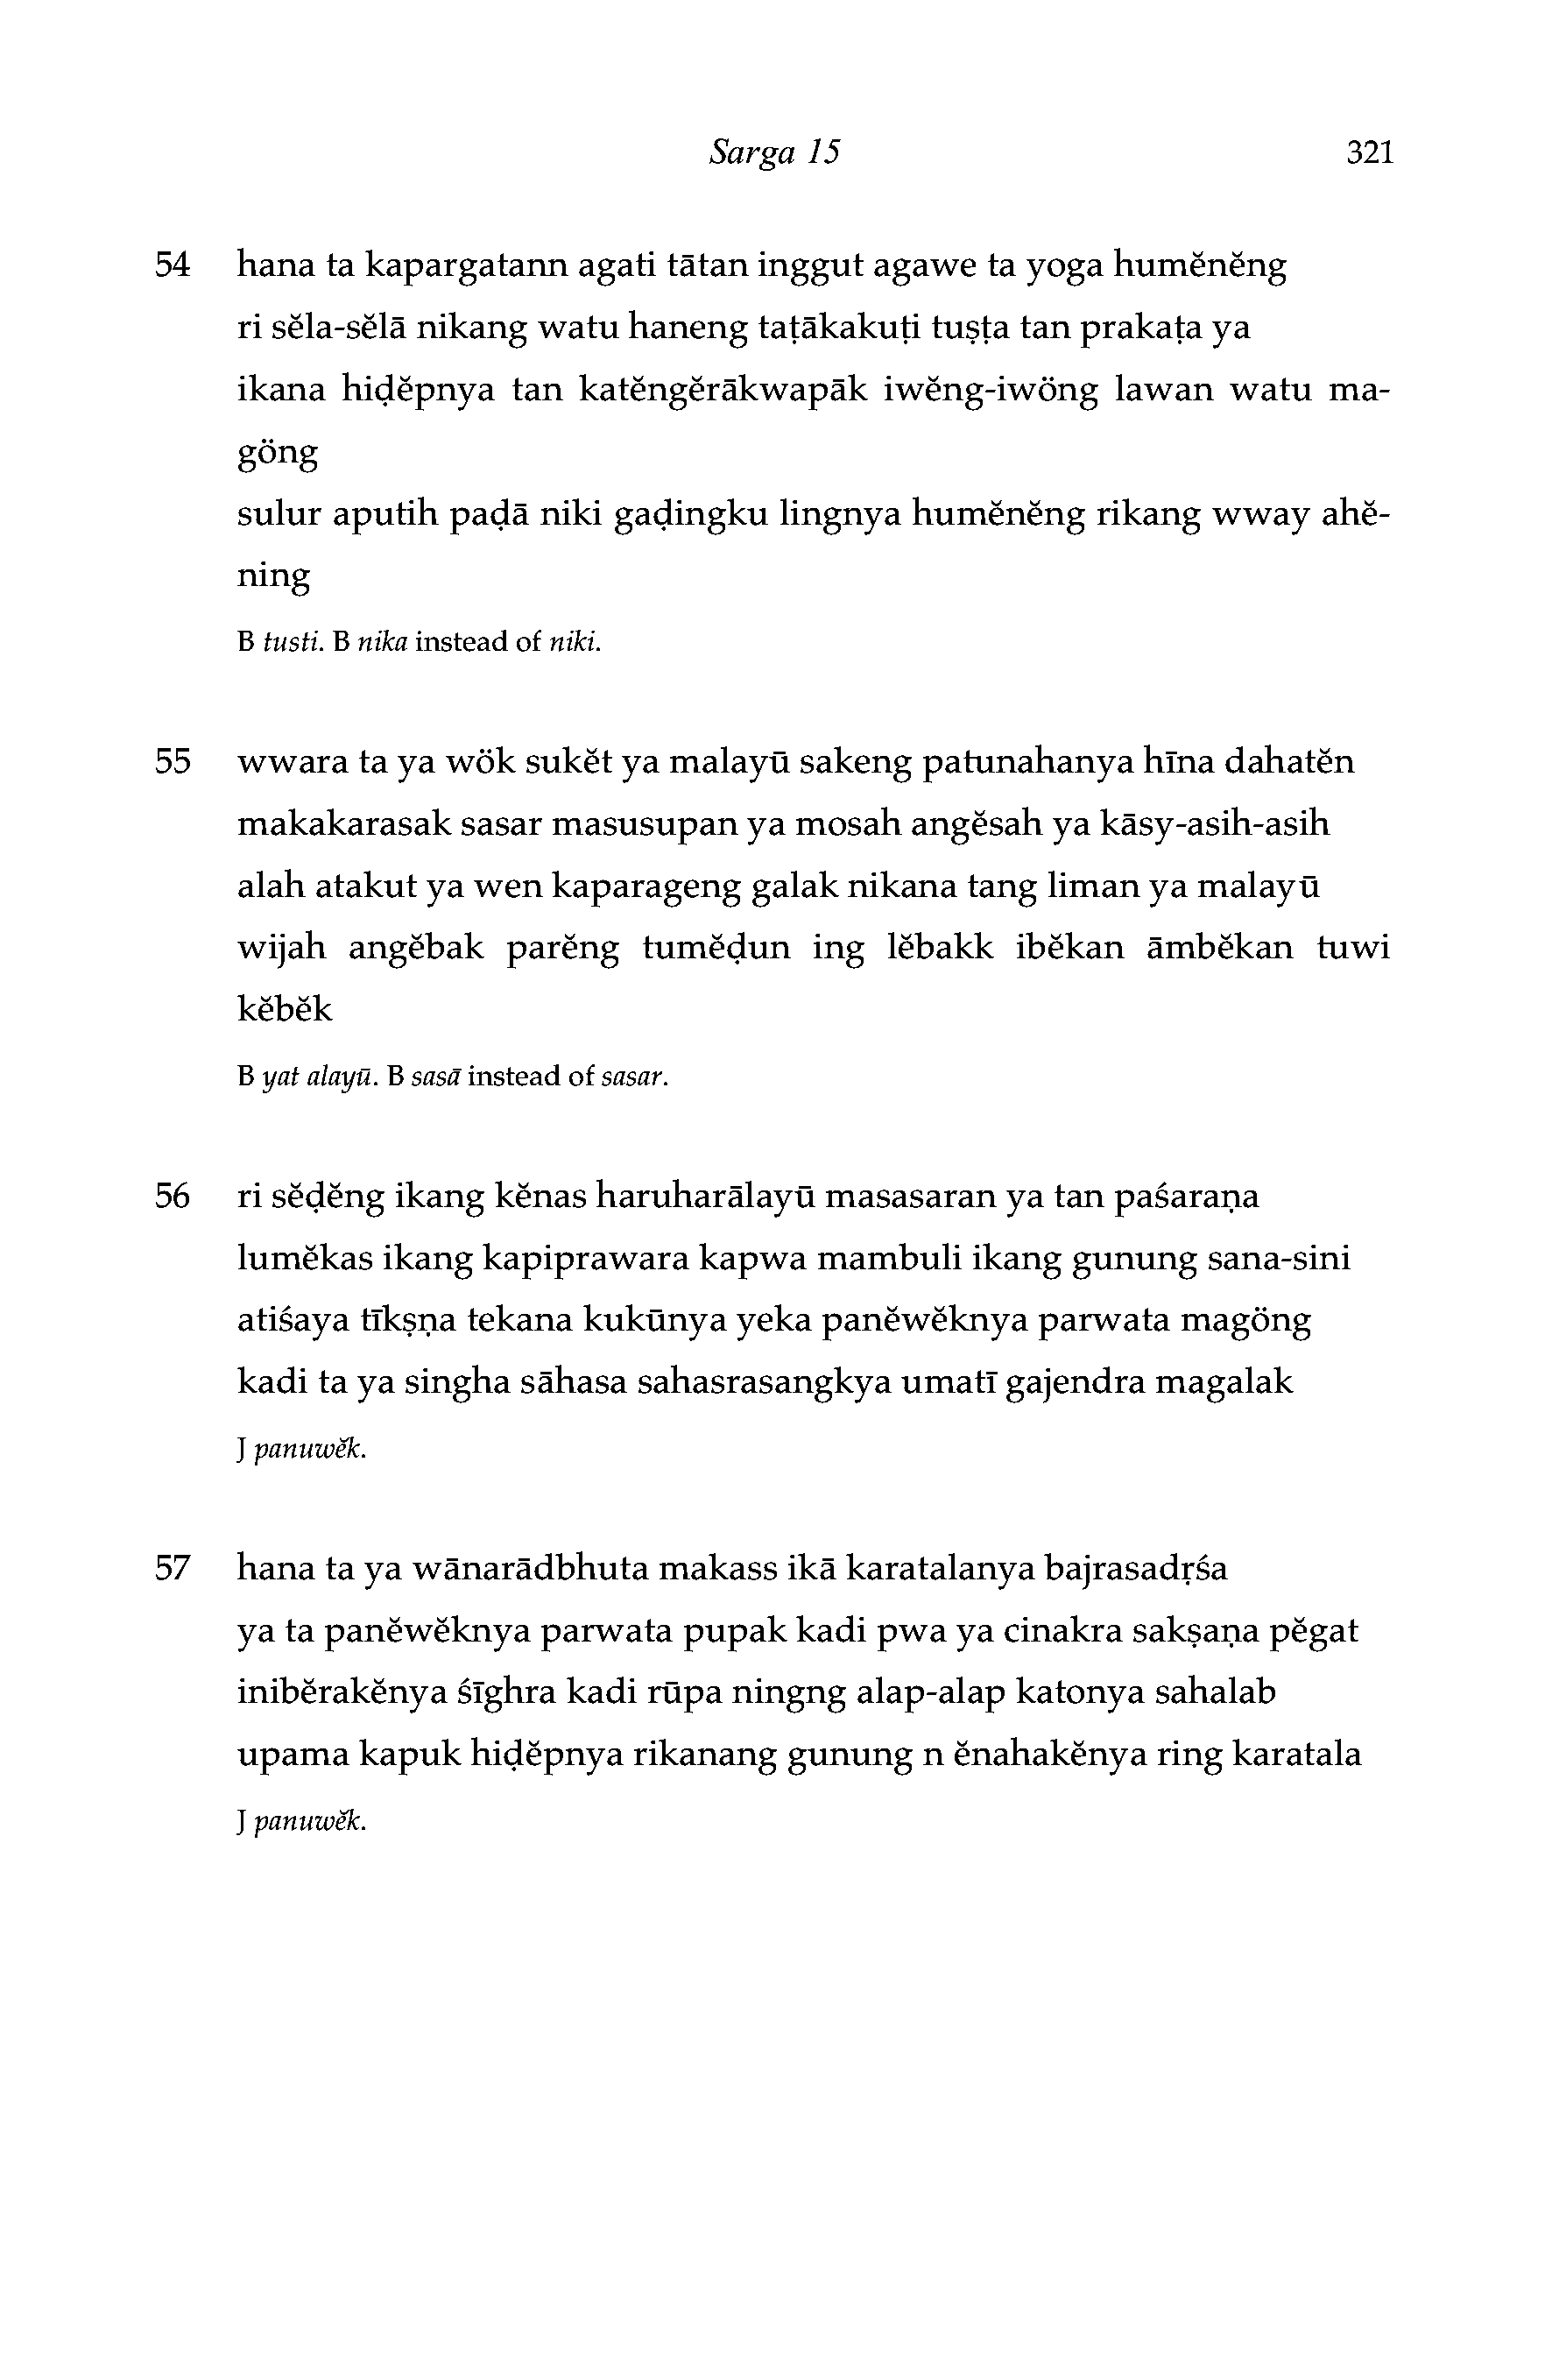 Sarga 15 321
54 hana ta kapargatann agati tātan inggut agawe ta yoga humĕnĕng
ri sĕla-sĕlā nikang watu haneng taṭākakuṭi tuṣṭa tan prakaṭa ya
ikana hiḍĕpnya tan katĕngĕrākwapāk iwĕng-iwöng lawan watu ma-
göng
sulur aputih paḍā niki gaḍingku lingnya humĕnĕng rikang wway ahĕ-
ning
B tusti. B nika instead of niki.
55 wwara ta ya wök sukĕt ya malayū sakeng patunahanya hīna dahatĕn
makakarasak sasar masusupan ya mosah angĕsah ya kāsy-asih-asih
alah atakut ya wen kaparageng galak nikana tang liman ya malayū
wijah angĕbak parĕng tumĕḍun ing lĕbakk ibĕkan āmbĕkan tuwi
kĕbĕk
B yat alayū. B sasā instead of sasar.
56 ri sĕḍĕng ikang kĕnas haruharālayū masasaran ya tan paśaraṇa
lumĕkas ikang kapiprawara kapwa mambuli ikang gunung sana-sini
atiśaya tīkṣṇa tekana kukūnya yeka panĕwĕknya parwata magöng
kadi ta ya singha sāhasa sahasrasangkya umatī gajendra magalak
J panuwĕk.
57 hana ta ya wānarādbhuta makass ikā karatalanya bajrasadṛśa
ya ta panĕwĕknya parwata pupak kadi pwa ya cinakra sakṣaṇa pĕgat
inibĕrakĕnya śīghra kadi rūpa ningng alap-alap katonya sahalab
upama kapuk hiḍĕpnya rikanang gunung n ĕnahakĕnya ring karatala
J panuwĕk.